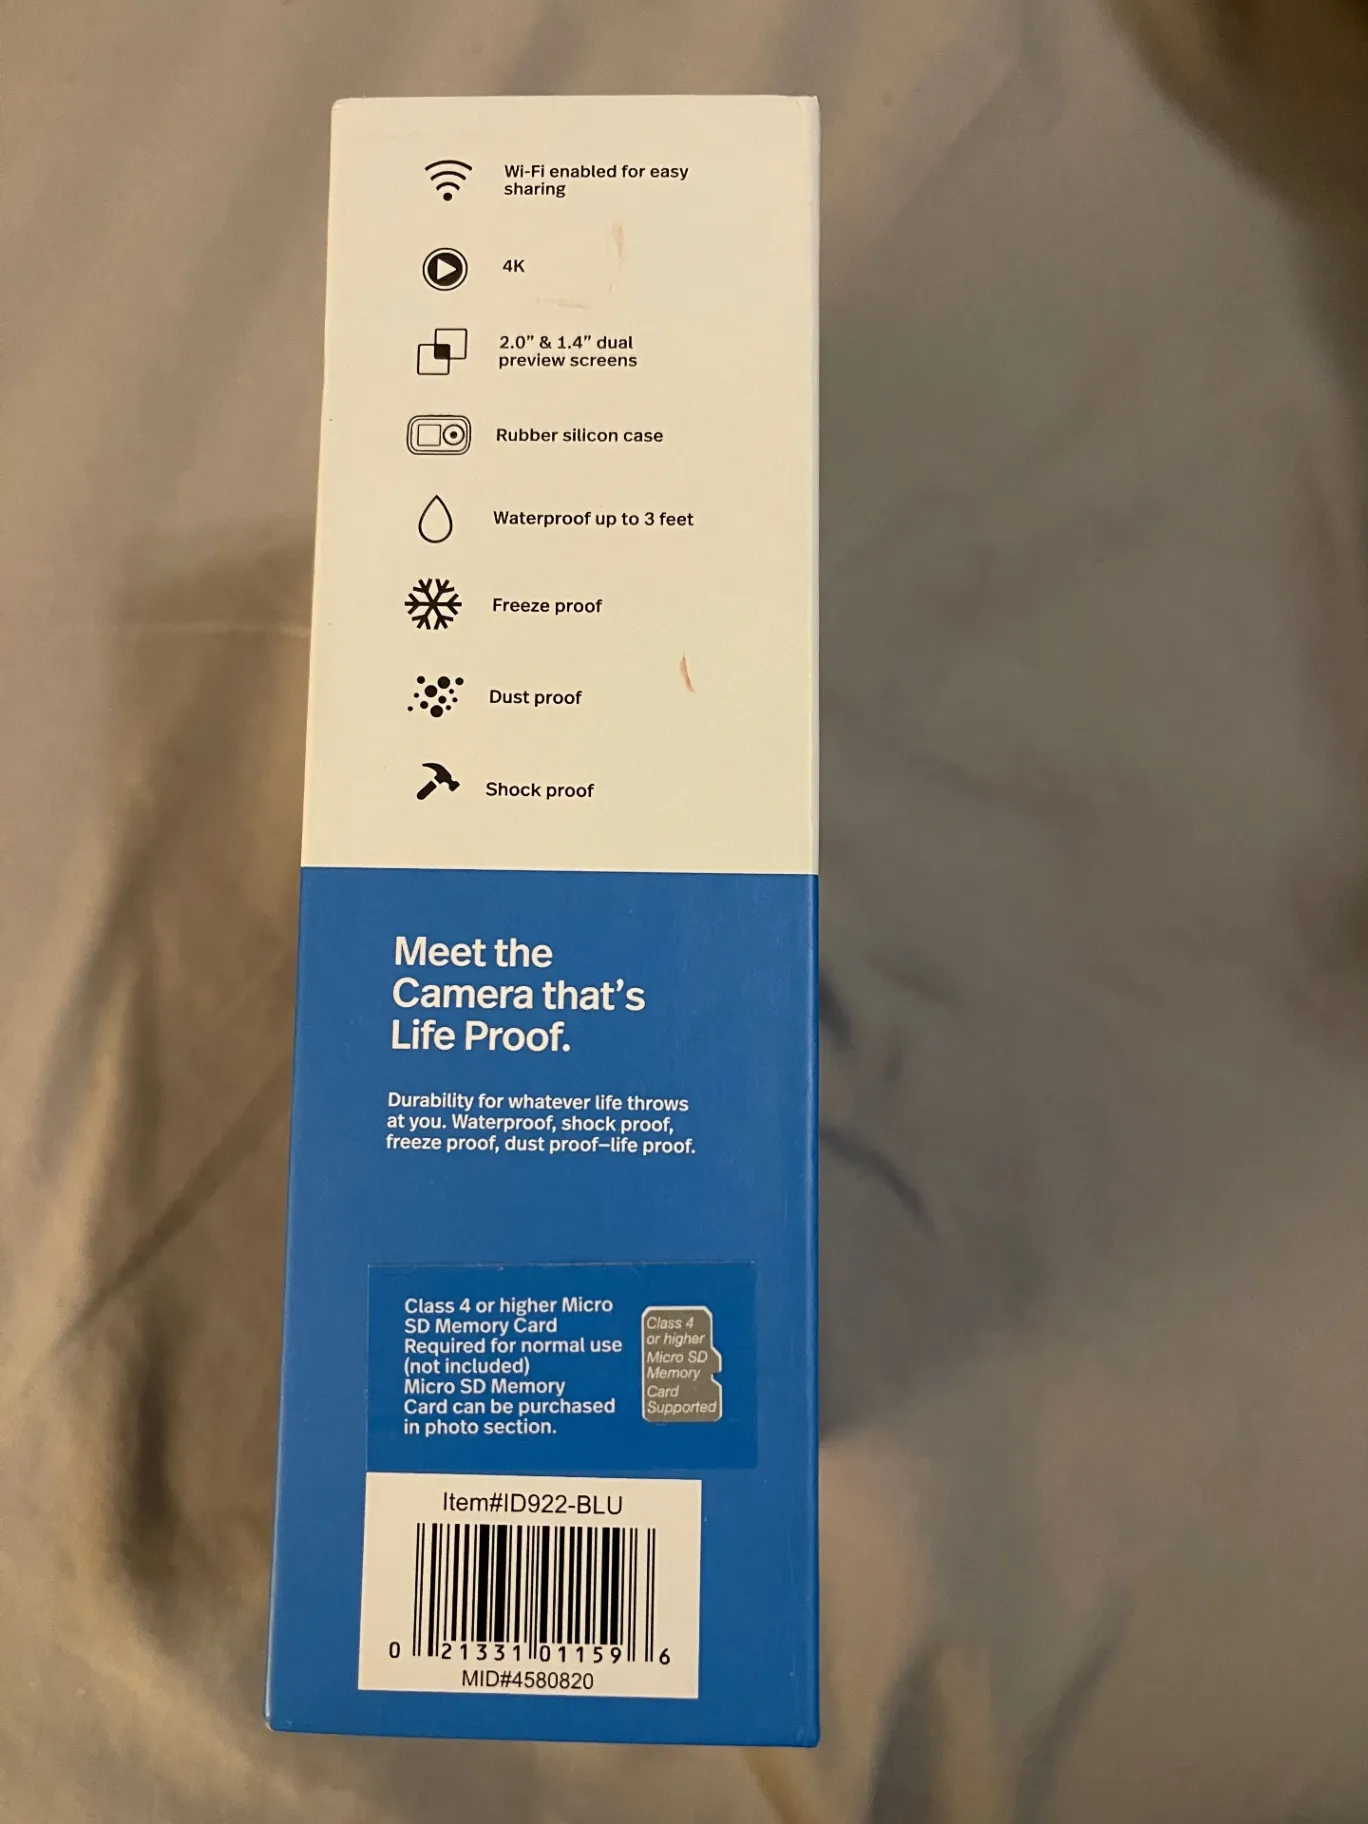 Wi-Fi enabled for easy
sharing
4K
2.0" & 1.4" dual
preview screens
Rubber silicon case
Waterproof up to 3 feet
Freeze proof
Dust proof
Shock proof
Meet the
Camera that's
Life Proof.
Durability for whatever life throws
at you. Waterproof, shock proof,
freeze proof, dust proof–life proof.
Class 4 or higher Micro
SD Memory Card
Required for normal use
(not included)
Micro SD Memory
Card can be purchased
in photo section.
Class 4
or higher
Micro SD
Memory
Card
Supported
Item#ID922-BLU
0 21331 01159 6
MID#4580820